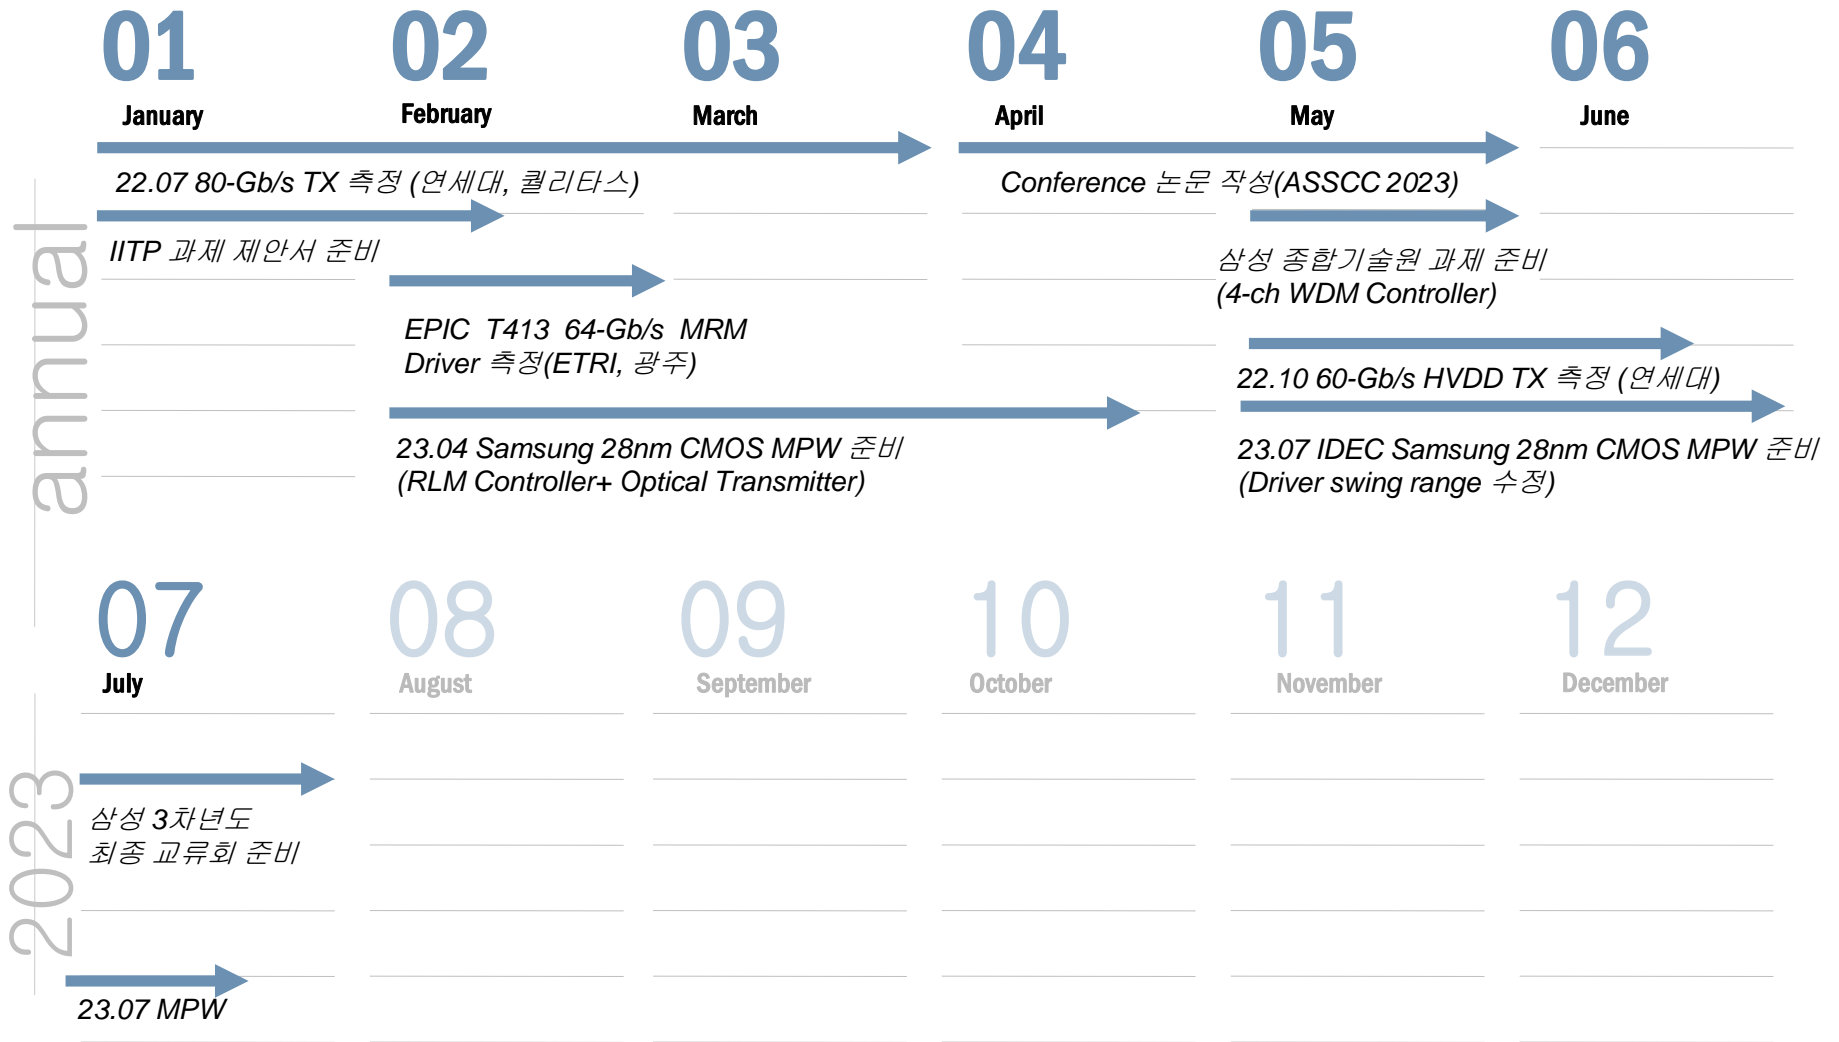 01 02 03 04 05 06
January February March April May June
22.07 80-Gb/s TX 측정 (연세대, 퀄리타스)
Conference 논문 작성(ASSCC 2023)
IITP 과제 제안서 준비
삼성 종합기술원 과제 준비
(4-ch WDM Controller)
EPIC T413 64-Gb/s MRM
Driver 측정(ETRI, 광주)
22.10 60-Gb/s HVDD TX 측정 (연세대)
23.04 Samsung 28nm CMOS MPW 준비
(RLM Controller+ Optical Transmitter)
23.07 IDEC Samsung 28nm CMOS MPW 준비
(Driver swing range 수정)
annual
07 08 09 10 11 12
July August September October November December
삼성 3차년도
최종 교류회 준비
23.07 MPW
2023